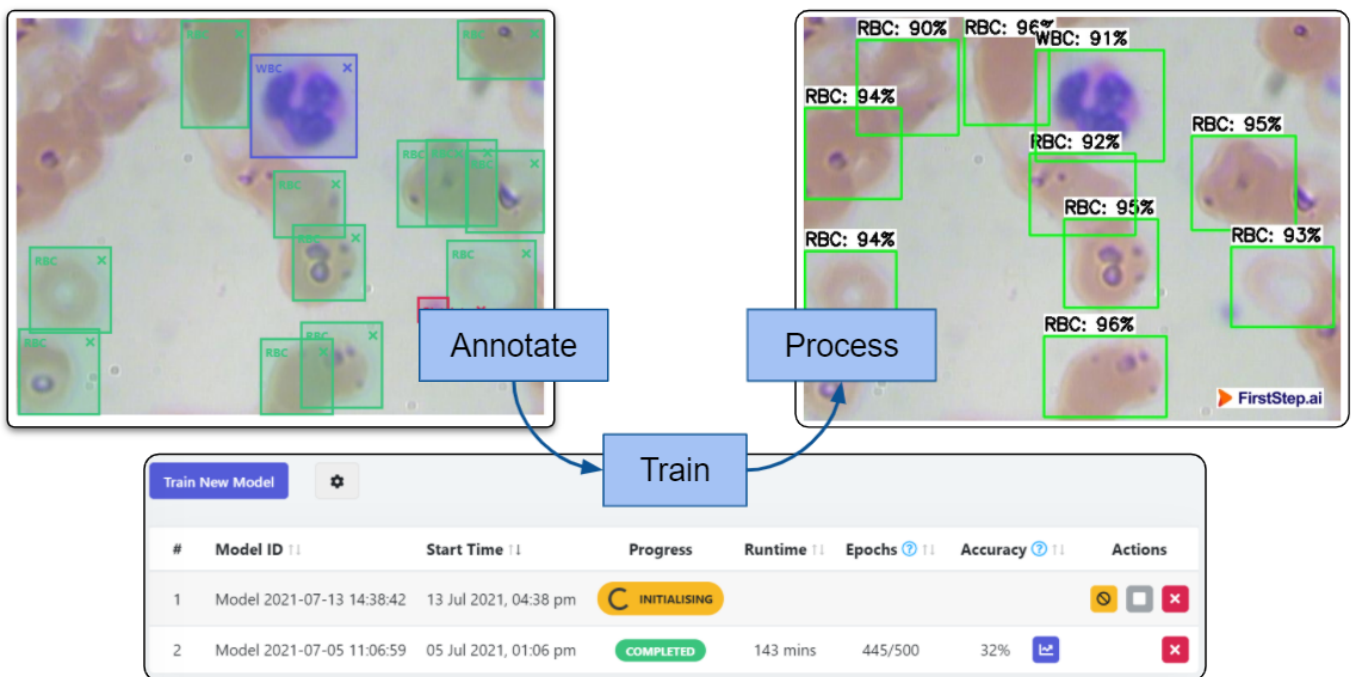 RBC
WBC ×
RBC ×
RBC RBC ×
×
RBC ×
RBC ×
RBC ×
RBC ×
RBC ×
RBC
RBC
RBC: 90%
RBC: 96%
WBC: 91%
RBC: 94%
RBC: 92%
RBC: 95%
RBC: 95%
RBC: 94%
RBC: 93%
RBC: 96%
FirstStep.ai
Annotate
Process
Train
Train New Model
# Model ID Start Time Progress Runtime Epochs ? Accuracy ? Actions
1 Model 2021-07-13 14:38:42 13 Jul 2021, 04:38 pm INITIALISING
2 Model 2021-07-05 11:06:59 05 Jul 2021, 01:06 pm COMPLETED 143 mins 445/500 32%